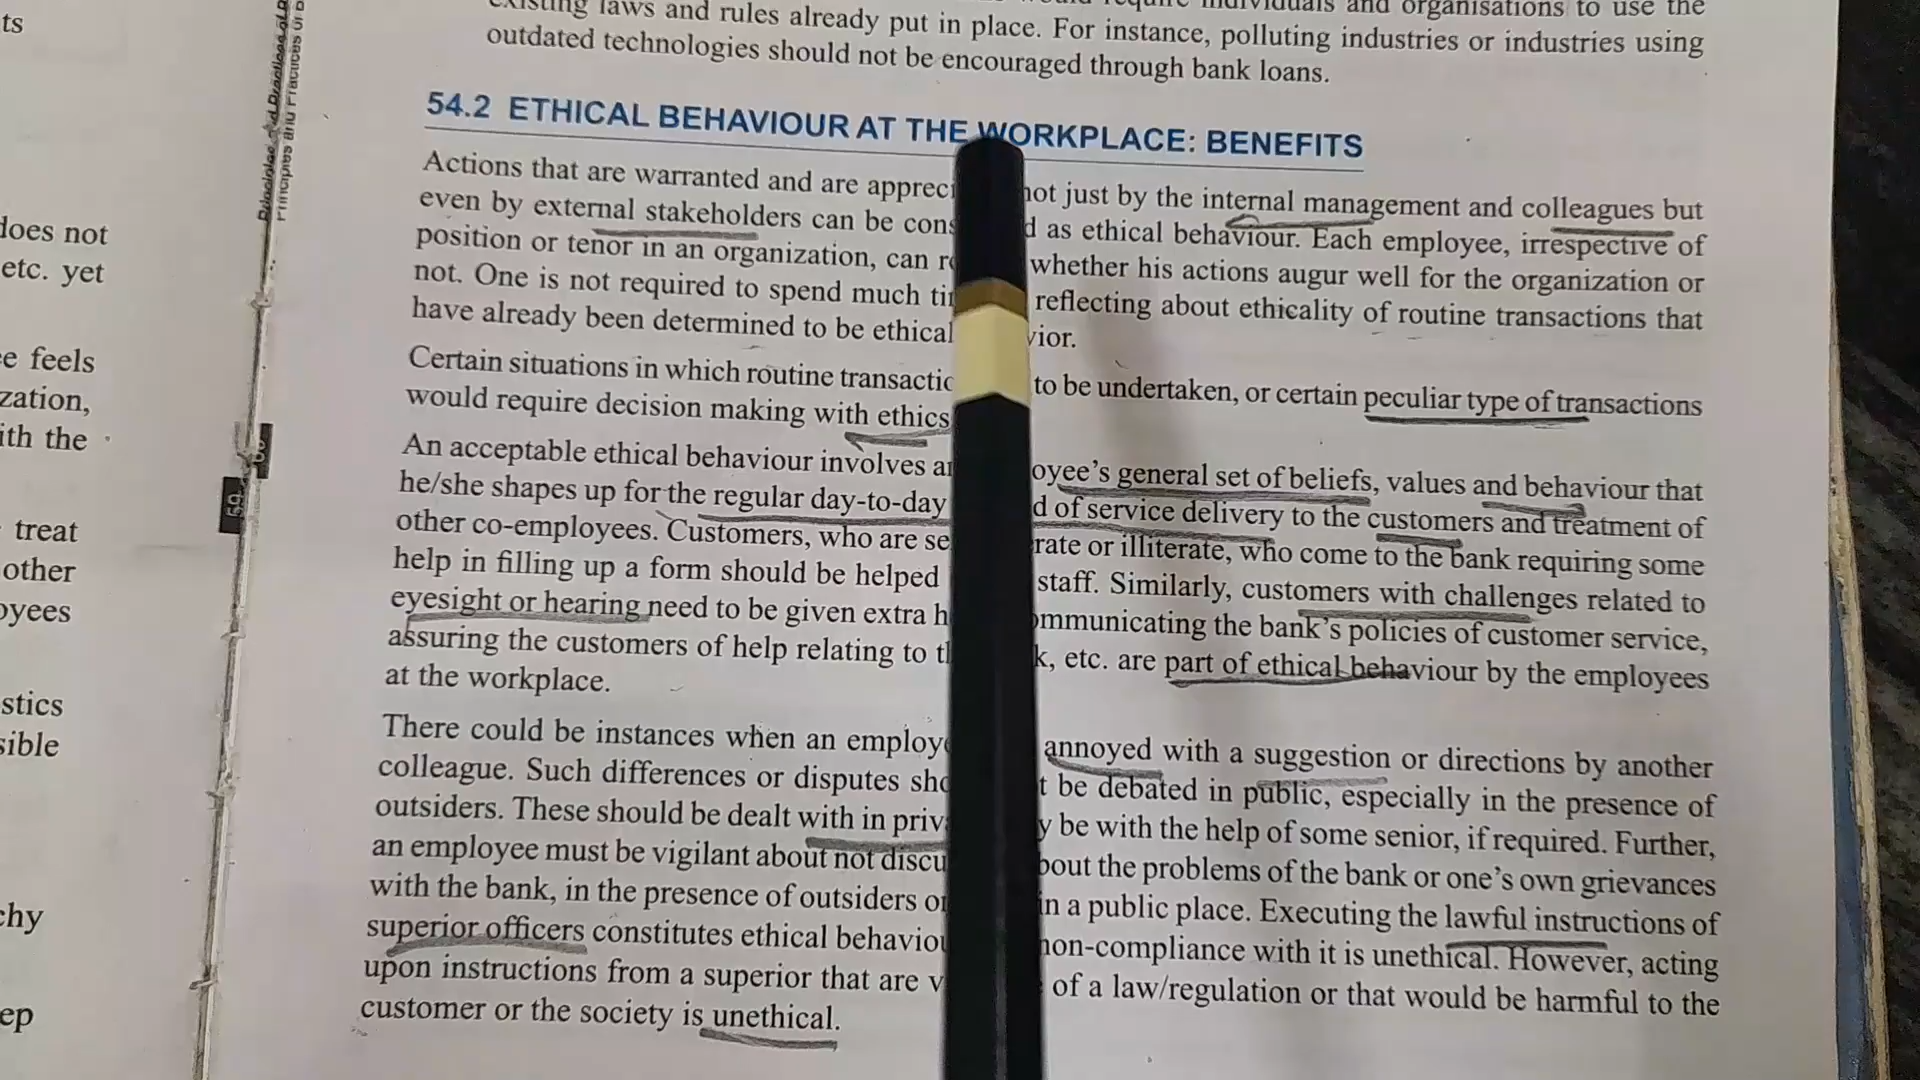 ts
does not
etc. yet
e feels
zation,
ith the
treat
other
oyees
stics
sible
chy
ep
Principles and Practices of B
59
existing laws and rules already put in place. For instance, polluting industries or industries using
outdated technologies should not be encouraged through bank loans.
54.2 ETHICAL BEHAVIOUR AT THE WORKPLACE: BENEFITS
Actions that are warranted and are appreci not just by the internal management and colleagues but
even by external stakeholders can be cons d as ethical behaviour. Each employee, irrespective of
position or tenor in an organization, can r whether his actions augur well for the organization or
not. One is not required to spend much ti reflecting about ethicality of routine transactions that
have already been determined to be ethical vior.
Certain situations in which routine transactio to be undertaken, or certain peculiar type of transactions
would require decision making with ethics
An acceptable ethical behaviour involves a oyee's general set of beliefs, values and behaviour that
he/she shapes up for the regular day-to-day d of service delivery to the customers and treatment of
other co-employees. Customers, who are se rate or illiterate, who come to the bank requiring some
help in filling up a form should be helped staff. Similarly, customers with challenges related to
eyesight or hearing need to be given extra h ommunicating the bank's policies of customer service,
assuring the customers of help relating to t k, etc. are part of ethical behaviour by the employees
at the workplace.
There could be instances when an employe annoyed with a suggestion or directions by another
colleague. Such differences or disputes sho t be debated in public, especially in the presence of
outsiders. These should be dealt with in priv y be with the help of some senior, if required. Further,
an employee must be vigilant about not discu bout the problems of the bank or one's own grievances
with the bank, in the presence of outsiders o in a public place. Executing the lawful instructions of
superior officers constitutes ethical behaviou non-compliance with it is unethical. However, acting
upon instructions from a superior that are v of a law/regulation or that would be harmful to the
customer or the society is unethical.